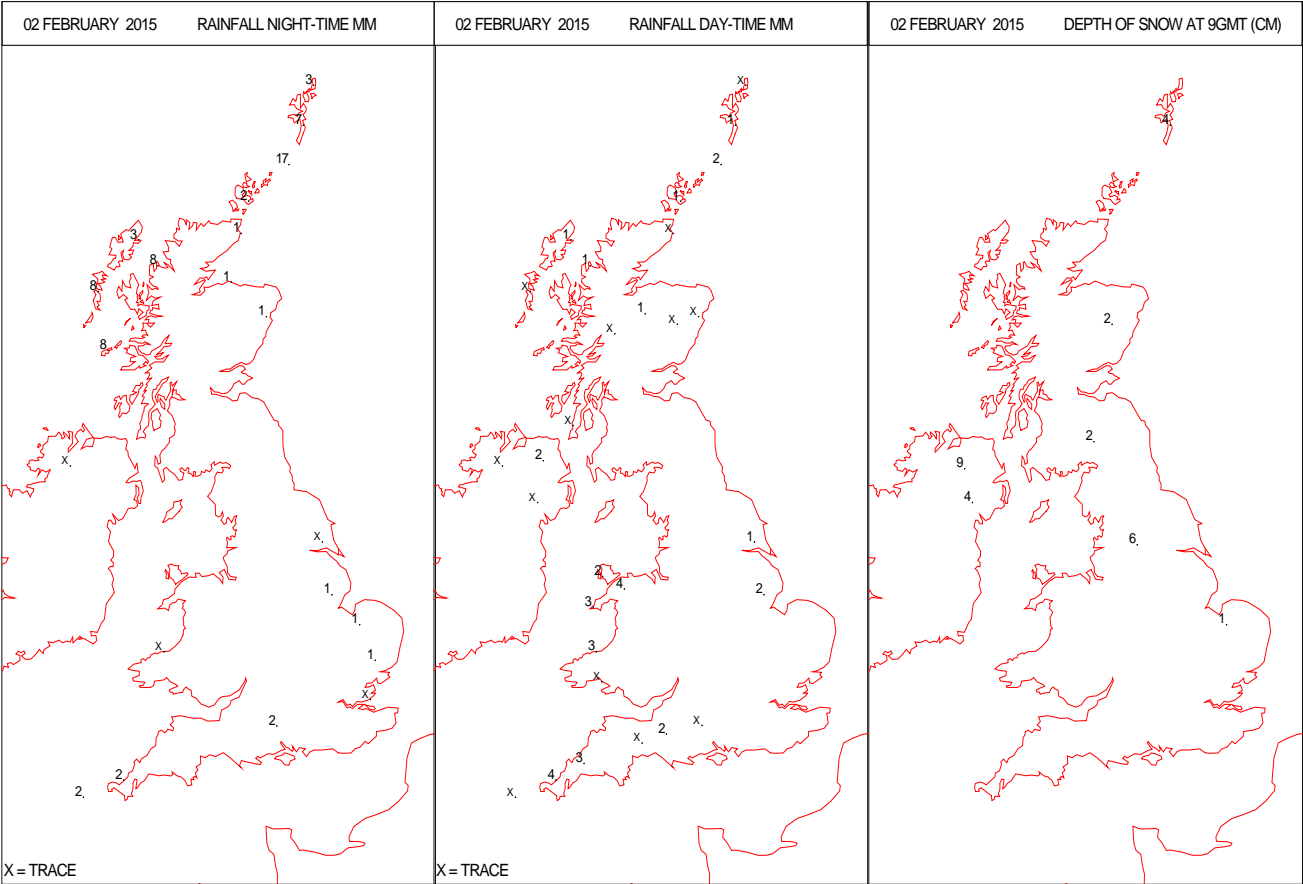 02 FEBRUARY 2015 RAINFALL NIGHT-TIME MM
3.
7.
17.
2.
1.
3.
8.
1.
8.
1.
8.
X.
X.
1.
1.
X.
1.
X.
2.
2.
2.
X = TRACE
02 FEBRUARY 2015 RAINFALL DAY-TIME MM
X.
1.
2.
1.
X.
1.
1.
X.
1.
X.
X.
X.
X.
2.
X.
X.
1.
2.
4.
2.
3.
3.
X.
X.
2.
X.
3.
4.
X.
X = TRACE
02 FEBRUARY 2015 DEPTH OF SNOW AT 9GMT (CM)
4.
2.
2.
9.
4.
6.
1.